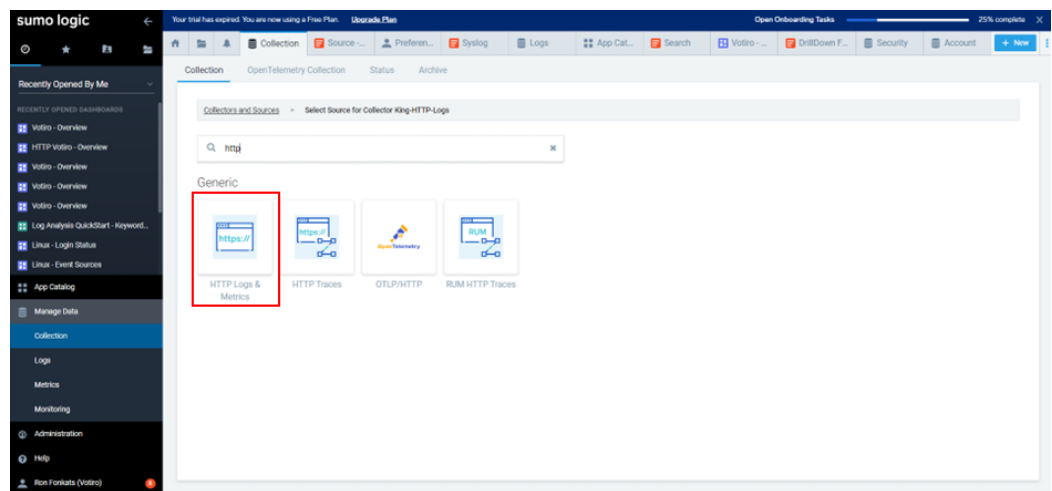 sumo logic
Your trial has expired. You are now using a Free Plan. Upgrade Plan
Open Onboarding Tasks
25% complete
Collection
Source -...
Preferen...
Syslog
Logs
App Cat...
Search
Votiro -...
DrillDown F...
Security
Account
+ New
Collection
OpenTelemetry Collection
Status
Archive
Recently Opened By Me
RECENTLY OPENED DASHBOARDS
Votiro - Overview
HTTP Votiro - Overview
Votiro - Overview
Votiro - Overview
Votiro - Overview
Log Analysis QuickStart - Keyword...
Linux - Login Status
Linux - Event Sources
App Catalog
Manage Data
Collection
Logs
Metrics
Monitoring
Administration
Help
Ron Fonkats (Votiro)
Collectors and Sources > Select Source for Collector King-HTTP-Logs
http
Generic
https://
HTTP Logs &
Metrics
https://
HTTP Traces
OpenTelemetry
OTLP/HTTP
RUM
RUM HTTP Traces